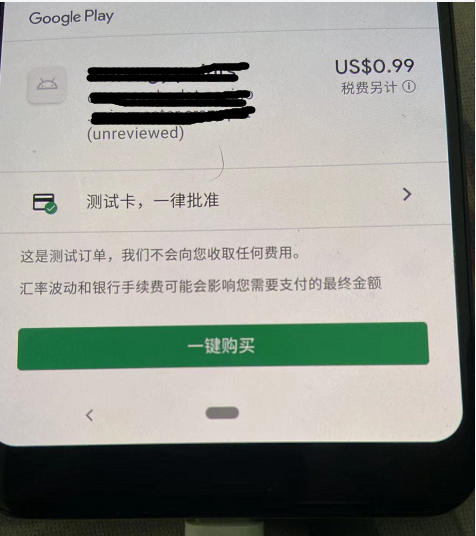 Google Play
US$0.99
税费另计
(unreviewed)
测试卡，一律批准
这是测试订单，我们不会向您收取任何费用。
汇率波动和银行手续费可能会影响您需要支付的最终金额
一键购买